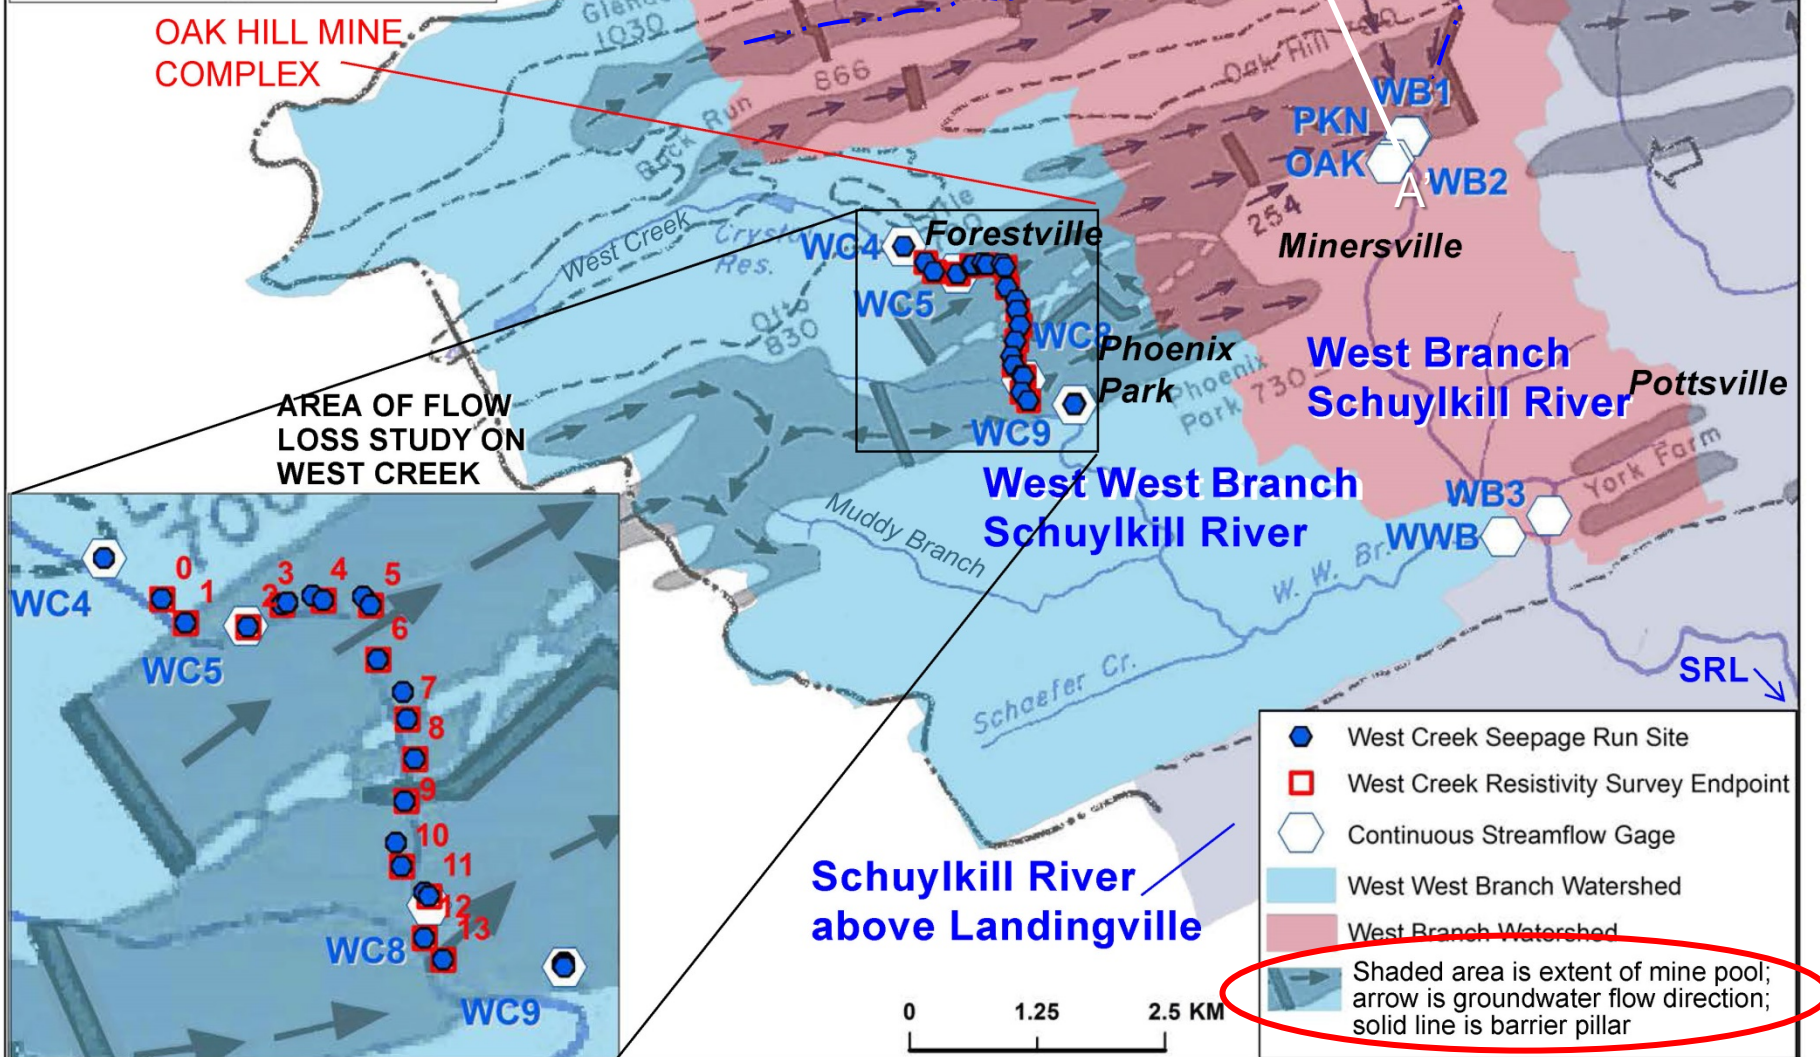 Glen
1030
OAK HILL MINE
COMPLEX
866
Buck Run
Oak Hill
WB1
PKN
OAK
A'
WB2
254
Minersville
West Creek
Crystal
Res.
WC4
Forestville
WC5
Otto
830
WC8
Phoenix
Park
Phoenix
Park 730
WC9
West Branch
Schuylkill River
Pottsville
AREA OF FLOW
LOSS STUDY ON
WEST CREEK
West West Branch
Schuylkill River
Muddy Branch
York Farm
WB3
WWB
W. W. Br.
Schaefer Cr.
SRL
WC4
0
1
2
3
4
5
6
7
8
9
10
11
12
13
WC5
WC8
WC9
Schuylkill River
above Landingville
0 1.25 2.5 KM
West Creek Seepage Run Site
West Creek Resistivity Survey Endpoint
Continuous Streamflow Gage
West West Branch Watershed
West Branch Watershed
Shaded area is extent of mine pool;
arrow is groundwater flow direction;
solid line is barrier pillar